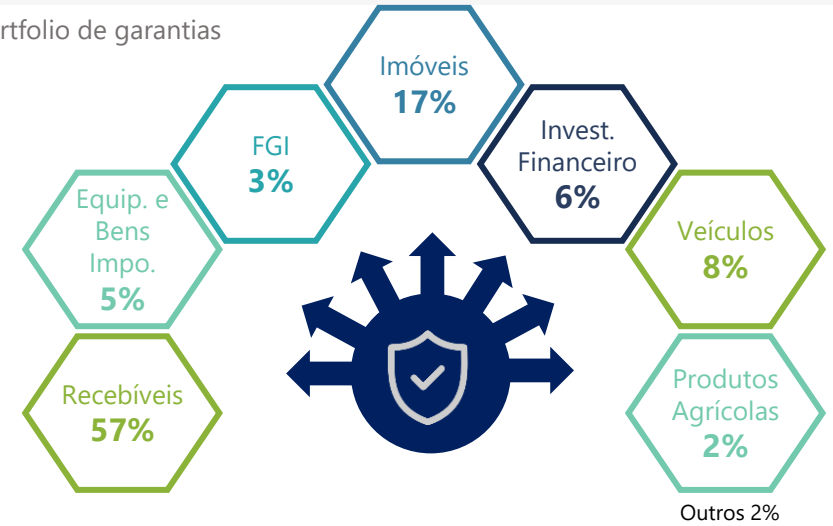 rtfolio de garantias
Imóveis
17%
FGI
3%
Invest.
Financeiro
6%
Equip. e
Bens
Impo.
5%
Veículos
8%
Recebíveis
57%
Produtos
Agrícolas
2%
Outros 2%